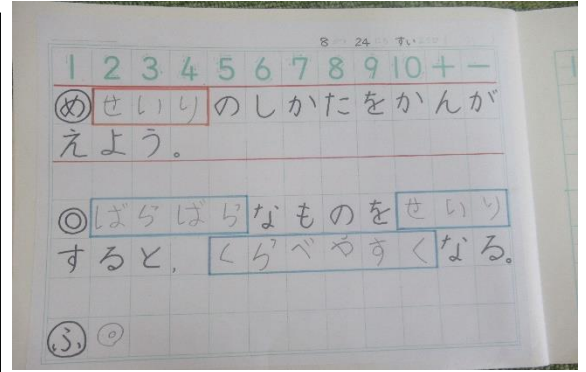 8 24 すい
1 2 3 4 5 6 7 8 9 10 + −
め せいりのしかたをかんが
えよう。
◎ ばらばらなものをせいり
すると、くらべやすくなる。
ふ ◎